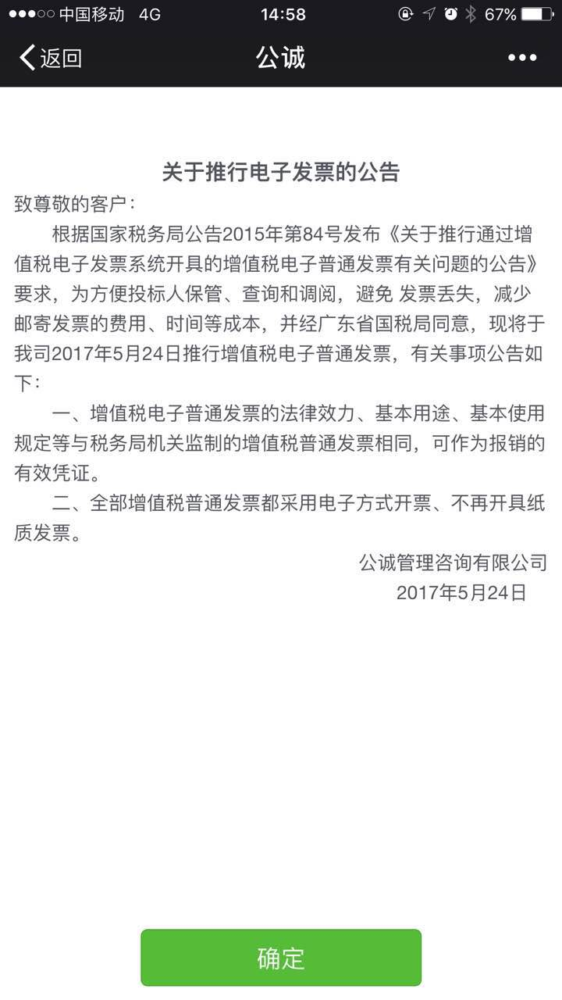 中国移动 4G 14:58 67%
返回 公诚
关于推行电子发票的公告
致尊敬的客户：
根据国家税务局公告2015年第84号发布《关于推行通过增
值税电子发票系统开具的增值税电子普通发票有关问题的公告》
要求，为方便投标人保管、查询和调阅，避免 发票丢失，减少
邮寄发票的费用、时间等成本，并经广东省国税局同意，现将于
我司2017年5月24日推行增值税电子普通发票，有关事项公告如
下：
一、增值税电子普通发票的法律效力、基本用途、基本使用
规定等与税务局机关监制的增值税普通发票相同，可作为报销的
有效凭证。
二、全部增值税普通发票都采用电子方式开票、不再开具纸
质发票。
公诚管理咨询有限公司
2017年5月24日
确定